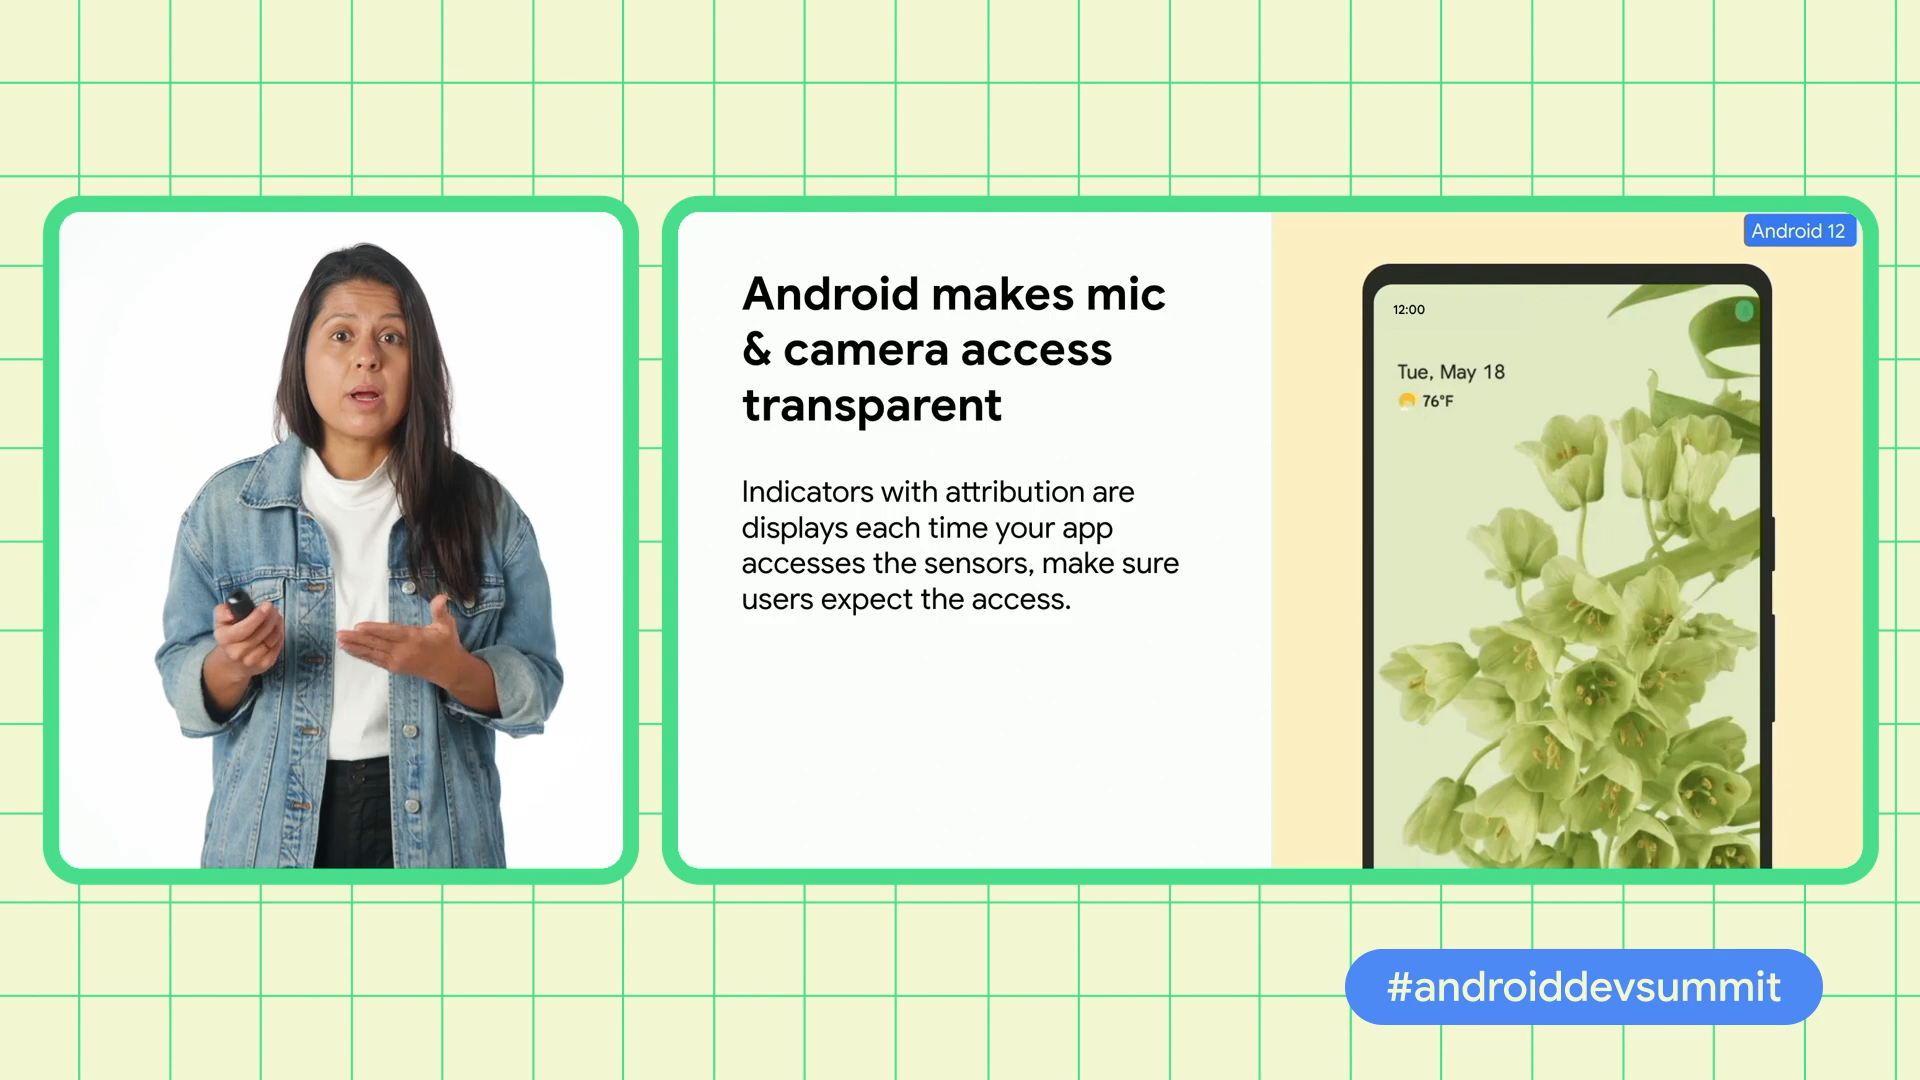 Android makes mic
& camera access
transparent
Indicators with attribution are
displays each time your app
accesses the sensors, make sure
users expect the access.
Android 12
12:00
Tue, May 18
76°F
#androiddevsummit